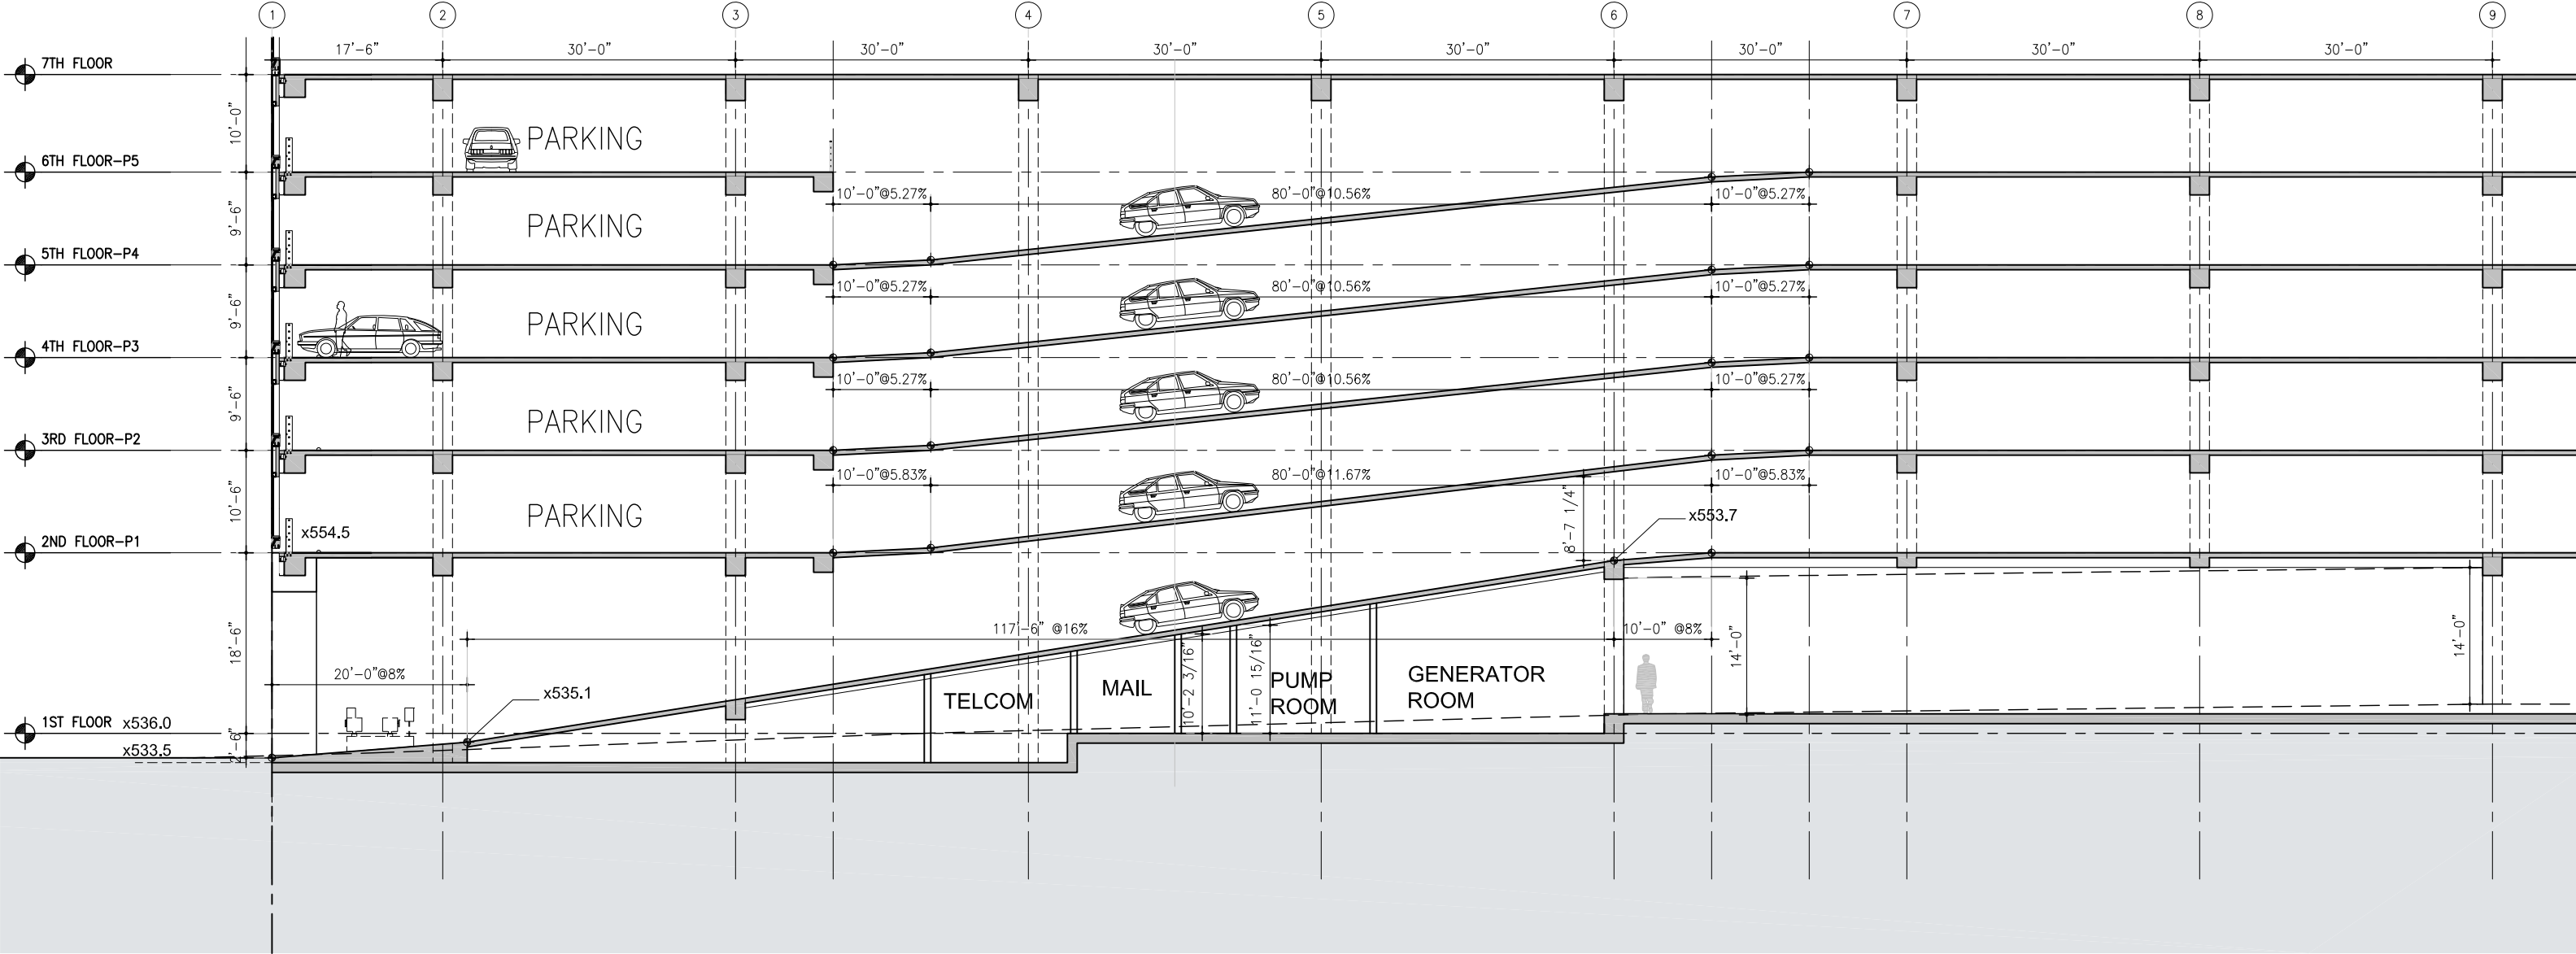 1 2 3 4 5 6 7 8 9
17'-6" 30'-0" 30'-0" 30'-0" 30'-0" 30'-0" 30'-0" 30'-0"
7TH FLOOR
10'-0"
PARKING
6TH FLOOR-P5
10'-0"@5.27% 80'-0"@10.56% 10'-0"@5.27%
9'-6"
PARKING
5TH FLOOR-P4
10'-0"@5.27% 80'-0"@10.56% 10'-0"@5.27%
9'-6"
PARKING
4TH FLOOR-P3
10'-0"@5.27% 80'-0"@10.56% 10'-0"@5.27%
9'-6"
PARKING
3RD FLOOR-P2
10'-0"@5.83% 80'-0"@11.67% 10'-0"@5.83%
10'-6"
PARKING
8'-7 1/4"
x553.7
x554.5
2ND FLOOR-P1
18'-6"
117'-6" @16%
10'-0" @8%
14'-0"
14'-0"
20'-0"@8%
x535.1
TELCOM
MAIL
10'-2 3/16"
11'-0 15/16"
PUMP
ROOM
GENERATOR
ROOM
1ST FLOOR x536.0
x533.5
2'-6"